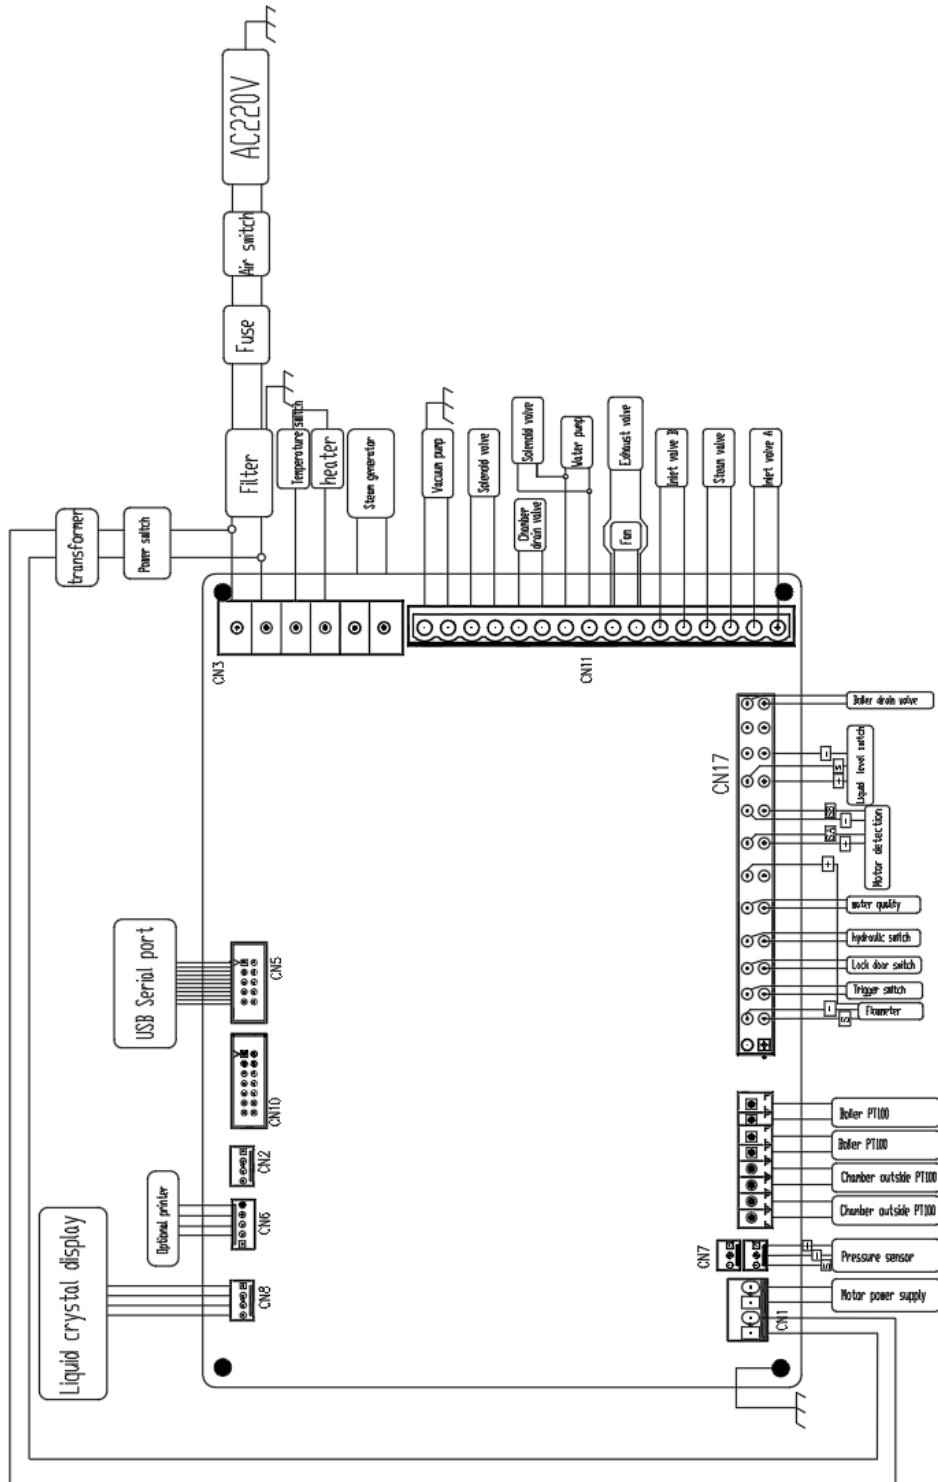 AC220V
Air switch
Fuse
Filter
Temperature switch
heater
Steam generator
Vacuum pump
Solenoid valve
Solenoid valve
Chamber
drain valve
Water pump
Exhaust valve
Fan
Inlet valve B
Steam valve
Inlet valve A
transformer
Power switch
CN3
CN11
Boiler drain valve
CN17
-
S
+
Liquid level switch
SB
-
SA
+
Motor detection
+
water quality
hydraulic switch
Lock door switch
Trigger switch
-
S
Flowmeter
USB Serial port
CN5
CN10
CN2
Optional printer
CN6
Liquid crystal display
CN8
Boiler PT100
Boiler PT100
Chamber outside PT100
Chamber outside PT100
CN7
+
-
S
Pressure sensor
CN1
Motor power supply